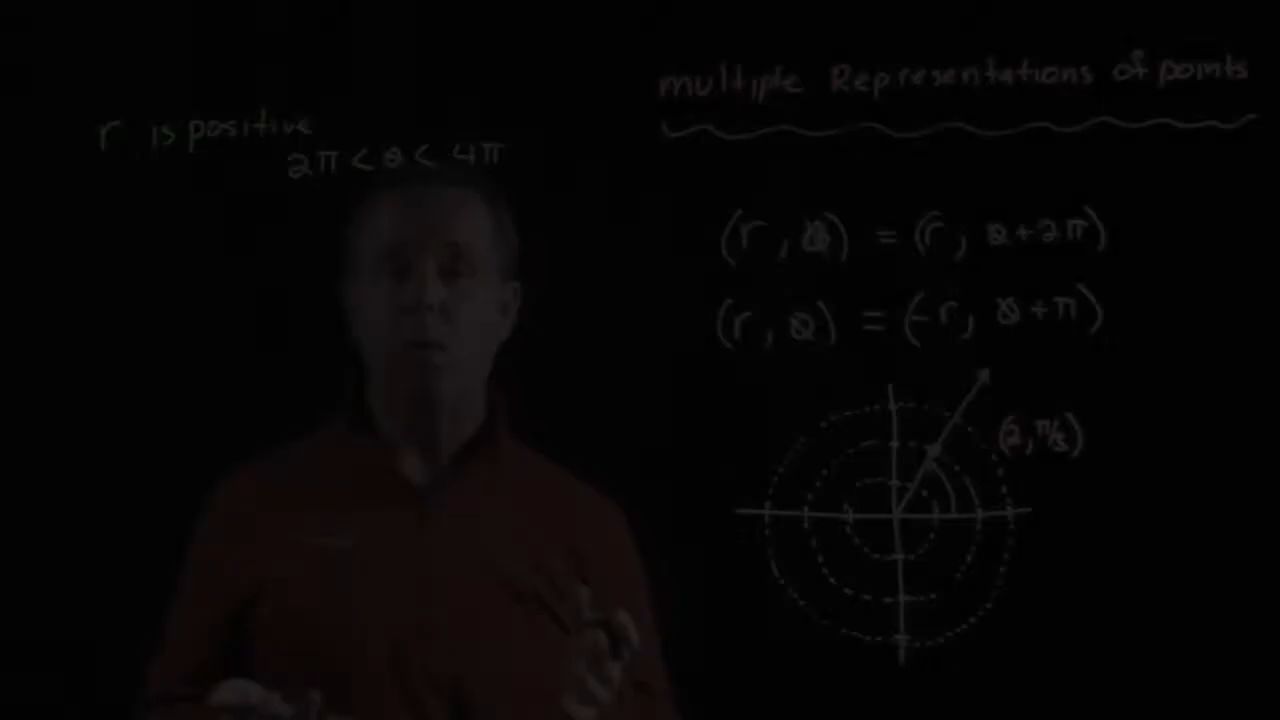 r is positive
2π < θ < 4π
multiple Representations of points
(r, θ) = (r, θ+2π)
(r, θ) = (-r, θ+π)
(2, π/3)